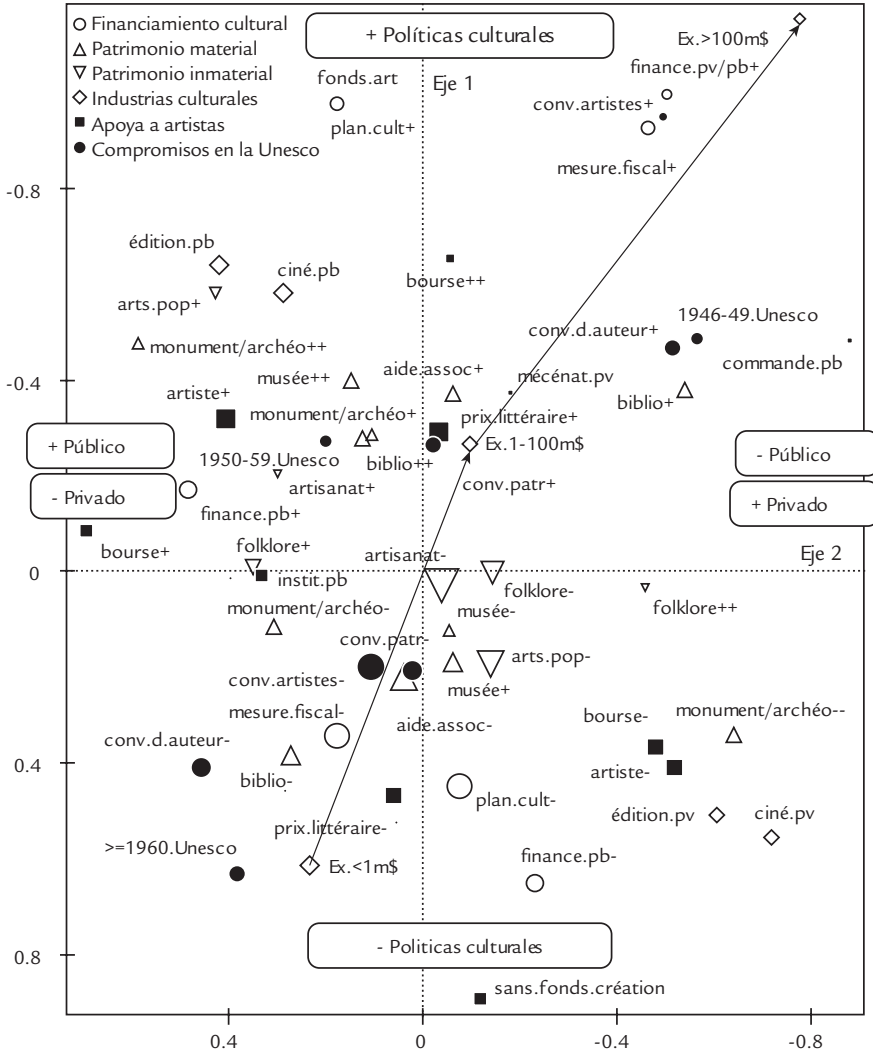 Financiamiento cultural
Patrimonio material
Patrimonio inmaterial
Industrias culturales
Apoya a artistas
Compromisos en la Unesco
+ Políticas culturales
Eje 1
Ex.>100m$
finance.pv/pb+
fonds.art
conv.artistes+
plan.cult+
mesure.fiscal+
-0.8
édition.pb
ciné.pb
bourse++
arts.pop+
1946-49.Unesco
conv.d.auteur+
monument/archéo++
commande.pb
aide.assoc+
musée++
mécénat.pv
-0.4
artiste+
biblio+
monument/archéo+
prix.littéraire+
+ Público
Ex.1-100m$
- Público
1950-59.Unesco
biblio++
artisanat+
conv.patr+
- Privado
+ Privado
finance.pb+
bourse+
folklore+
artisanat-
Eje 2
0
instit.pb
folklore-
folklore++
monument/archéo-
musée-
conv.patr-
arts.pop-
conv.artistes-
musée+
mesure.fiscal-
aide.assoc-
bourse-
monument/archéo--
conv.d.auteur-
biblio-
artiste-
0.4
plan.cult-
édition.pv
ciné.pv
prix.littéraire-
>=1960.Unesco
Ex.<1m$
finance.pb-
- Politicas culturales
0.8
sans.fonds.création
0.4
0
-0.4
-0.8